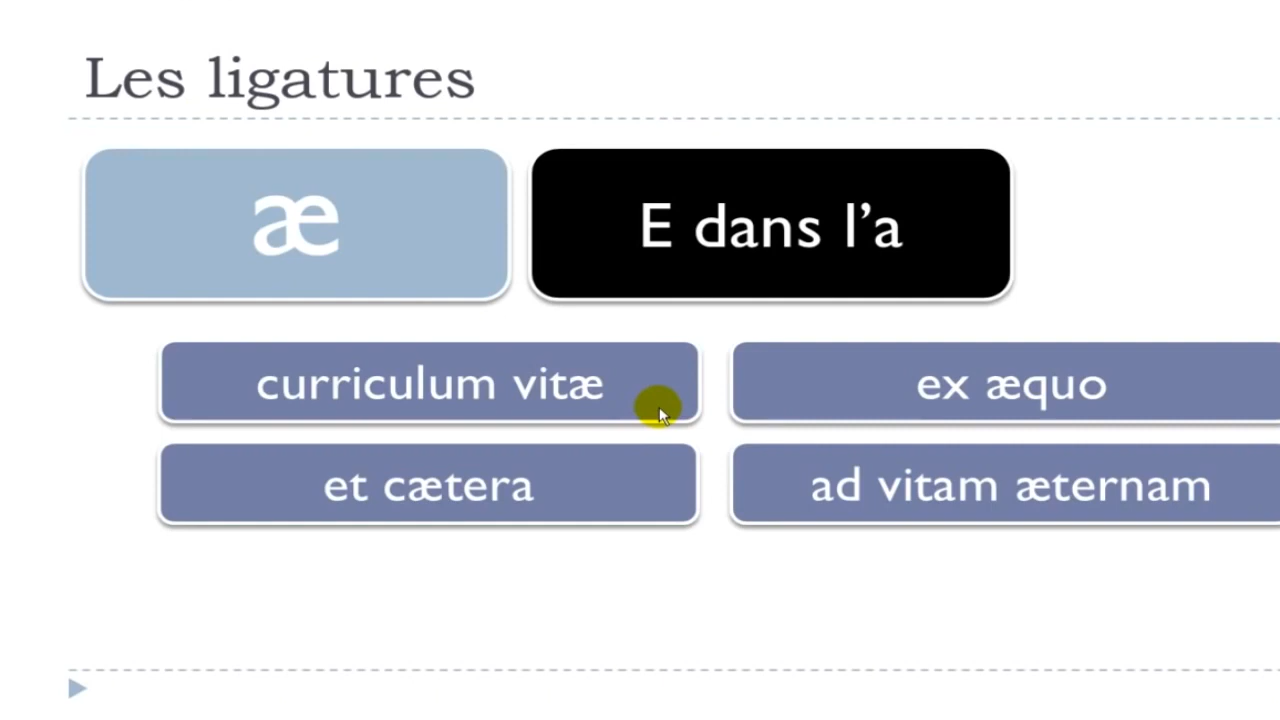 Les ligatures
æ
E dans l’a
curriculum vitæ
ex æquo
et cætera
ad vitam æternam